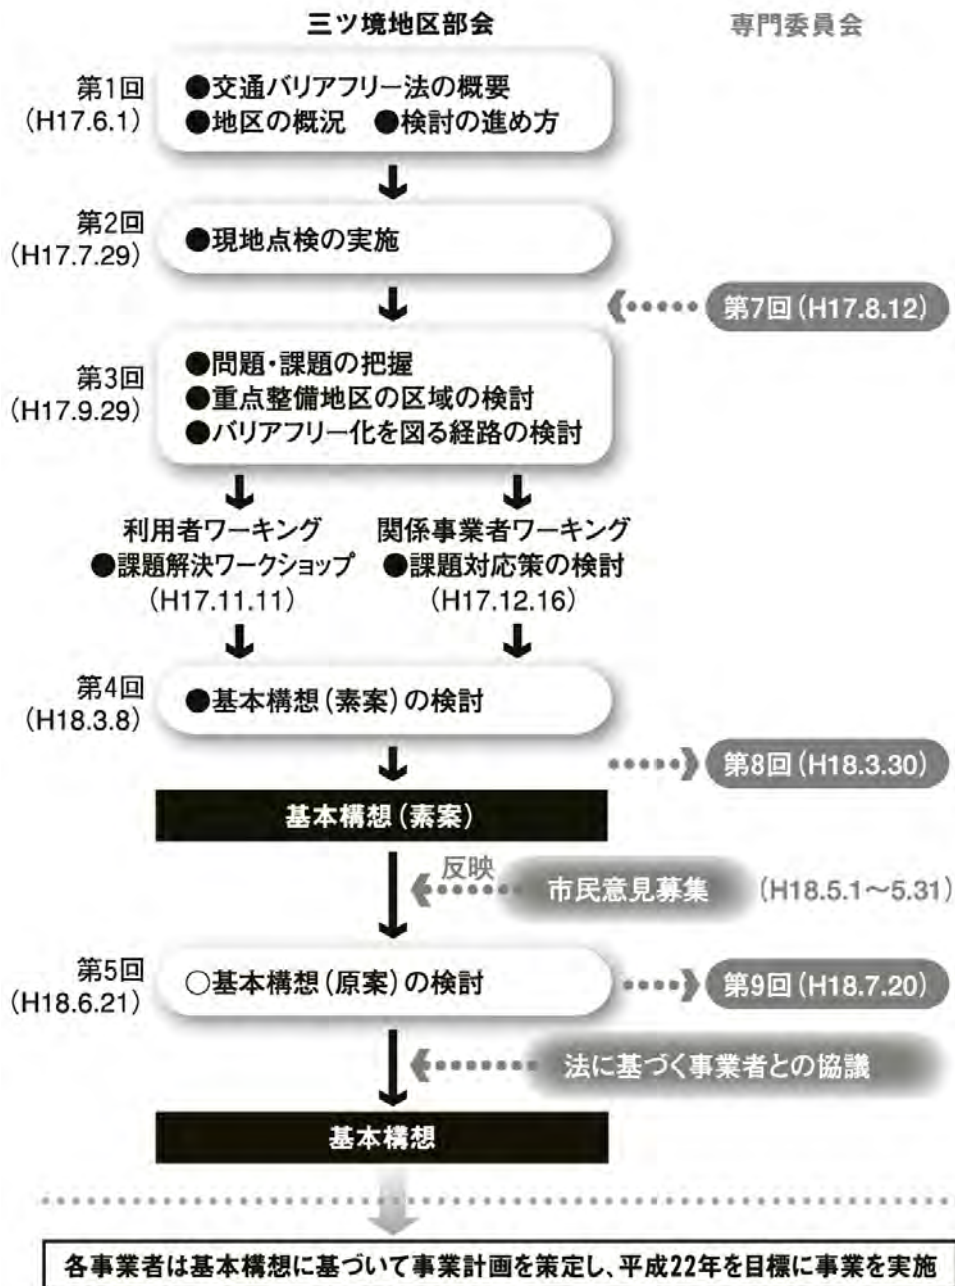 三ツ境地区部会
専門委員会
第1回
(H17.6.1)
●交通バリアフリー法の概要
●地区の概況 ●検討の進め方
第2回
(H17.7.29)
●現地点検の実施
第7回(H17.8.12)
第3回
(H17.9.29)
●問題・課題の把握
●重点整備地区の区域の検討
●バリアフリー化を図る経路の検討
利用者ワーキング
●課題解決ワークショップ
(H17.11.11)
関係事業者ワーキング
●課題対応策の検討
(H17.12.16)
第4回
(H18.3.8)
●基本構想(素案)の検討
第8回(H18.3.30)
基本構想(素案)
反映
市民意見募集
(H18.5.1〜5.31)
第5回
(H18.6.21)
○基本構想(原案)の検討
第9回(H18.7.20)
法に基づく事業者との協議
基本構想
各事業者は基本構想に基づいて事業計画を策定し、平成22年を目標に事業を実施